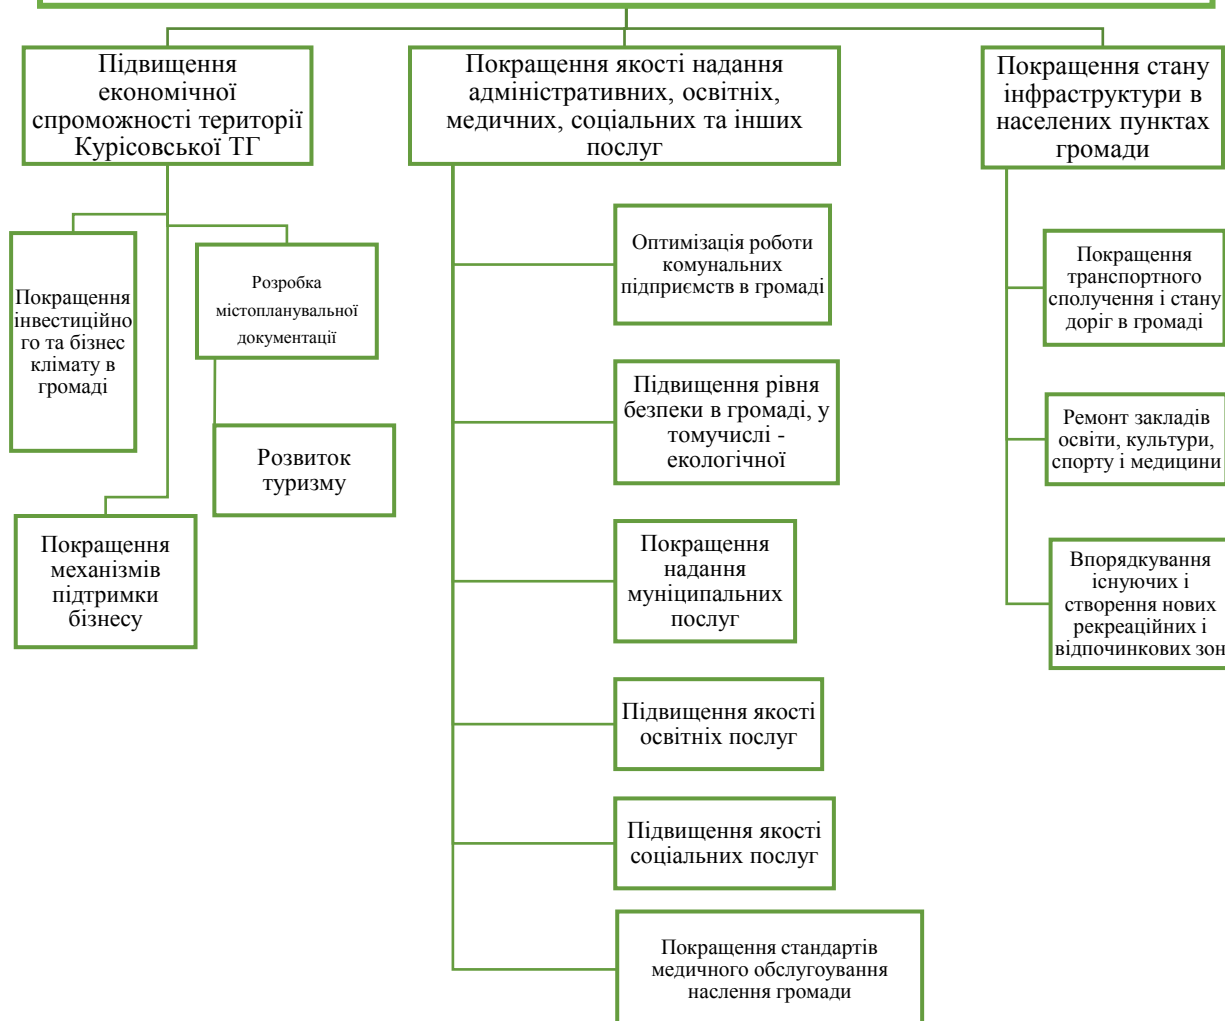 Підвищення
економічної
спроможності території
Курісовської ТГ
Покращення якості надання
адміністративних, освітніх,
медичних, соціальних та інших
послуг
Покращення стану
інфраструктури в
населених пунктах
громади
Покращення
інвестиційно
го та бізнес
клімату в
громаді
Розробка
містопланувальної
документації
Розвиток
туризму
Покращення
механізмів
підтримки
бізнесу
Оптимізація роботи
комунальних
підприємств в громаді
Підвищення рівня
безпеки в громаді, у
томучислі -
екологічної
Покращення
надання
муніципальних
послуг
Підвищення якості
освітніх послуг
Підвищення якості
соціальних послуг
Покращення стандартів
медичного обслугоування
наслення громади
Покращення
транспортного
сполучення і стану
доріг в громаді
Ремонт закладів
освіти, культури,
спорту і медицини
Впорядкування
існуючих і
створення нових
рекреаційних і
відпочинкових зон